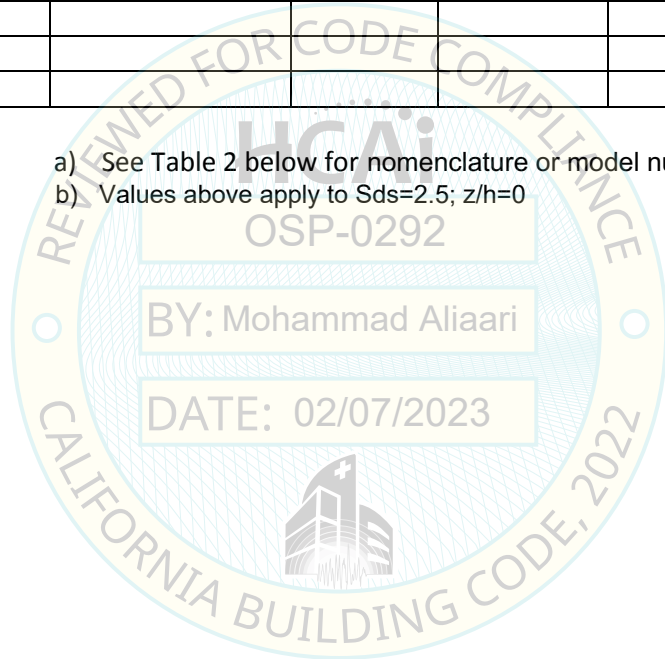 REVIEWED FOR CODE COMPLIANCE
HCAi
a) See Table 2 below for nomenclature or model
b) Values above apply to Sds=2.5; z/h=0
OSP-0292
BY: Mohammad Aliaari
DATE: 02/07/2023
CALIFORNIA BUILDING CODE, 2022